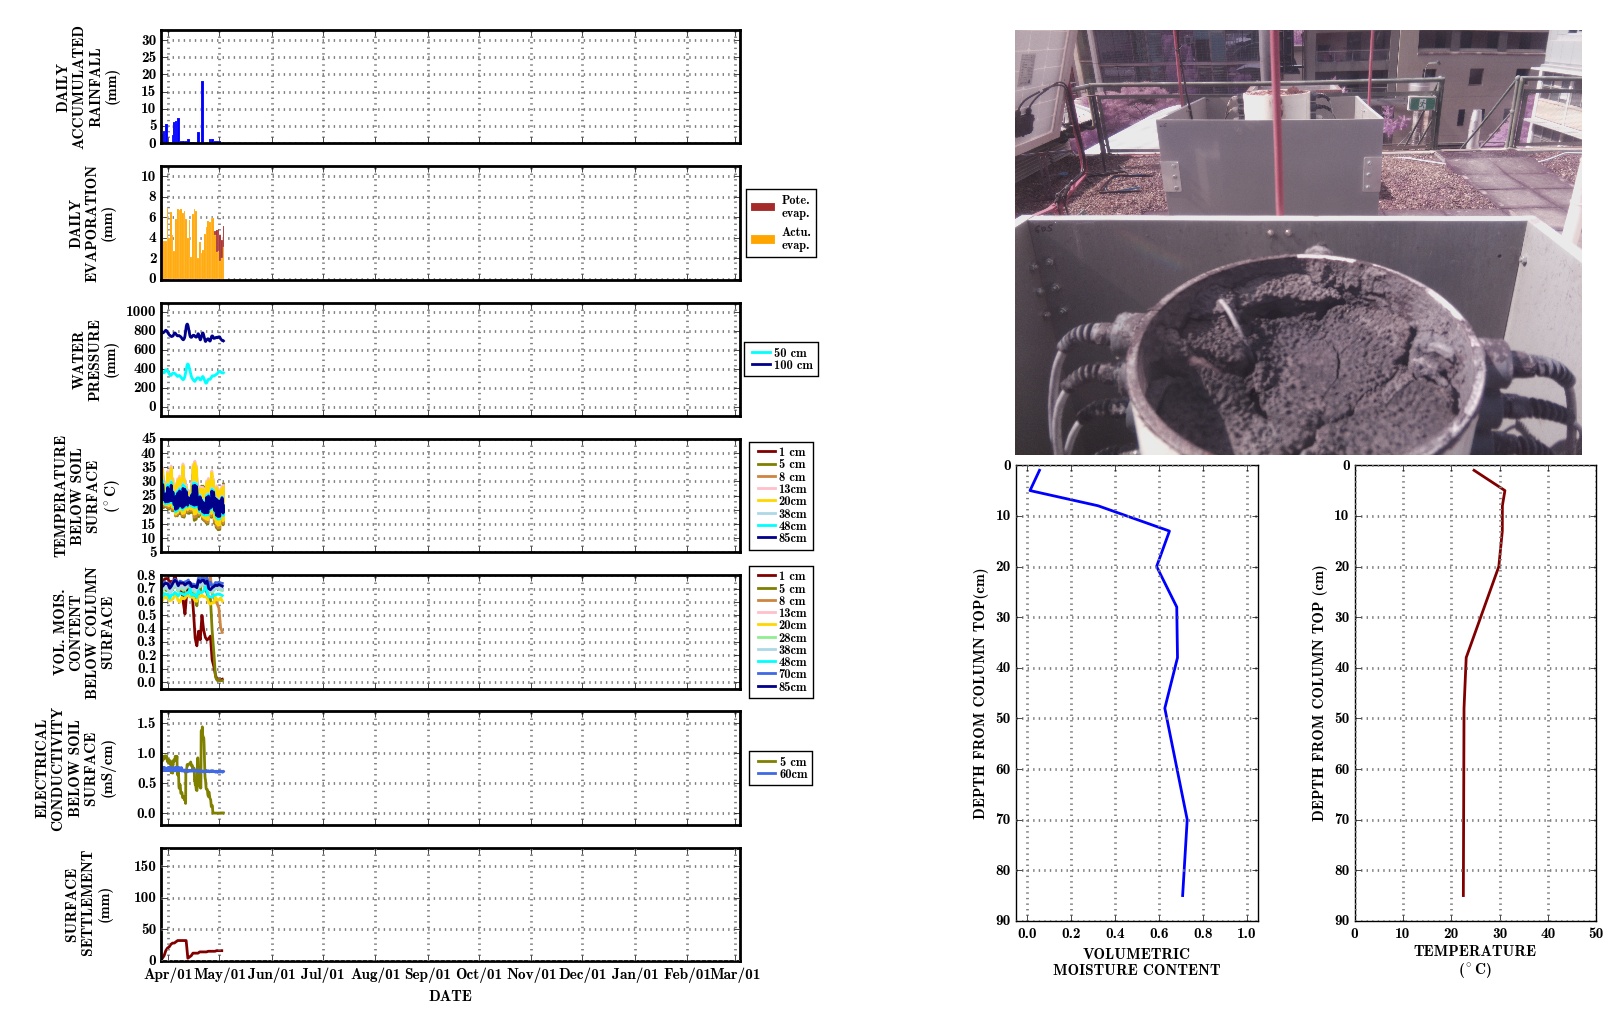 DAILY
ACCUMULATED
RAINFALL
(mm)
30
25
20
15
10
5
0
DAILY
EVAPORATION
(mm)
10
8
6
4
2
0
Pote.
evap.
Actu.
evap.
WATER
PRESSURE
(mm)
1000
800
600
400
200
0
50 cm
100 cm
TEMPERATURE
BELOW SOIL
SURFACE
(°C)
45
40
35
30
25
20
15
10
5
1 cm
5 cm
8 cm
13cm
20cm
38cm
48cm
85cm
VOL. MOIS.
CONTENT
BELOW COLUMN
SURFACE
0.8
0.7
0.6
0.5
0.4
0.3
0.2
0.1
0.0
1 cm
5 cm
8 cm
13cm
20cm
28cm
38cm
48cm
70cm
85cm
ELECTRICAL
CONDUCTIVITY
BELOW SOIL
SURFACE
(mS/cm)
1.5
1.0
0.5
0.0
5 cm
60cm
SURFACE
SETTLEMENT
(mm)
150
100
50
0
Apr/01 May/01 Jun/01 Jul/01 Aug/01 Sep/01 Oct/01 Nov/01 Dec/01 Jan/01 Feb/01 Mar/01
DATE
DEPTH FROM COLUMN TOP(cm)
0
10
20
30
40
50
60
70
80
90
0.0 0.2 0.4 0.6 0.8 1.0
VOLUMETRIC
MOISTURE CONTENT
DEPTH FROM COLUMN TOP (cm)
0
10
20
30
40
50
60
70
80
90
0 10 20 30 40 50
TEMPERATURE
(°C)